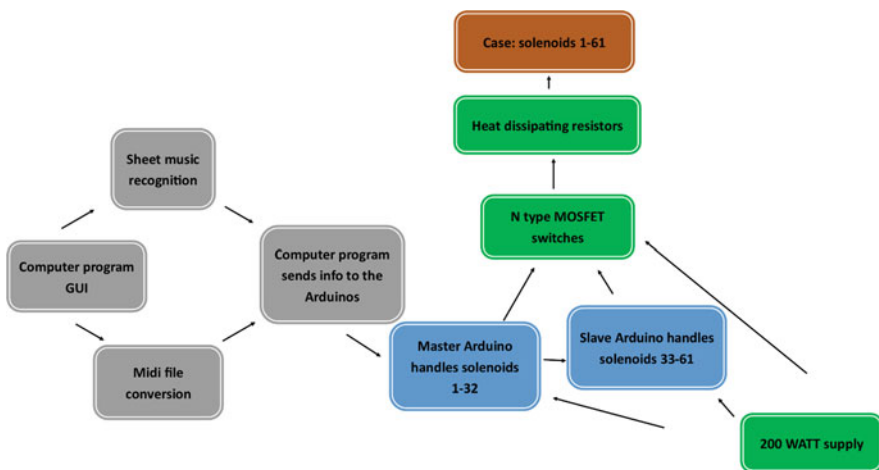 Case: solenoids 1-61
Heat dissipating resistors
Sheet music
recognition
N type MOSFET
switches
Computer program
GUI
Computer program
sends info to the
Arduinos
Master Arduino
handles solenoids
1-32
Slave Arduino handles
solenoids 33-61
Midi file
conversion
200 WATT supply